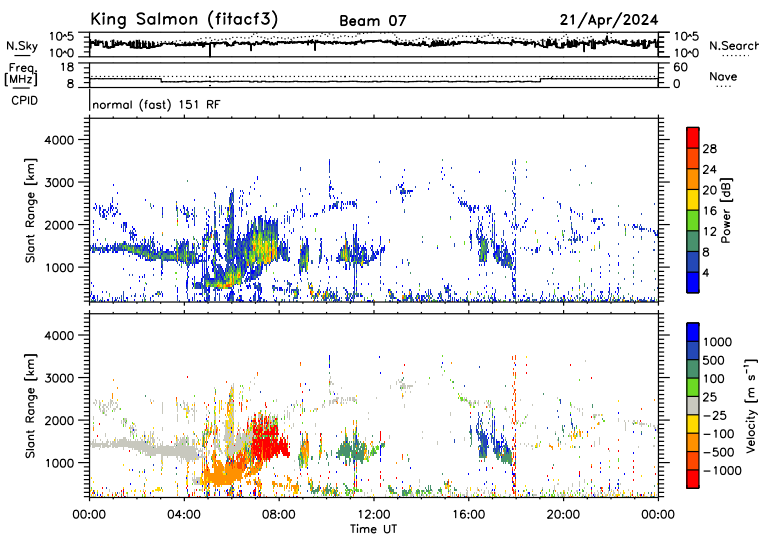 King Salmon (fitacf3) Beam 07 21/Apr/2024
N.Sky 10^5 10^0 10^5 10^0 N.Search
Freq. [MHz] 18 8 60 0 Nave
CPID normal (fast) 151 RF
Slant Range [km] 4000 3000 2000 1000
Power [dB] 28 24 20 16 12 8 4
Slant Range [km] 4000 3000 2000 1000
Velocity [m s⁻¹] 1000 500 100 25 −25 −100 −500 −1000
00:00 04:00 08:00 12:00 16:00 20:00 00:00
Time UT